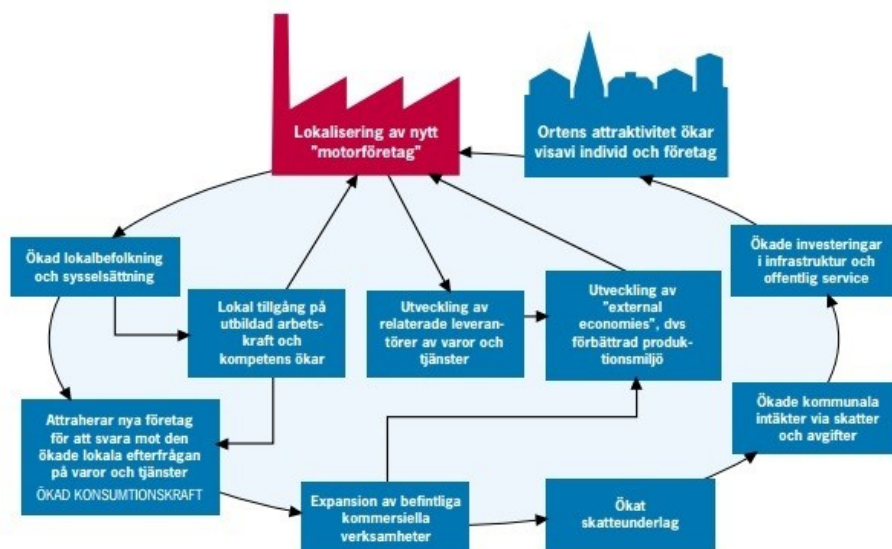 Lokalisering av nytt
”motorföretag”
Ortens attraktivitet ökar
visavi individ och företag
Ökad lokalbefolkning
och sysselsättning
Lokal tillgång på
utbildad arbets-
kraft och
kompetens ökar
Utveckling av
relaterade leveran-
törer av varor och
tjänster
Utveckling av
”external
economies”, dvs
förbättrad produk-
tionsmiljö
Ökade investeringar
i infrastruktur och
offentlig service
Attraherar nya företag
för att svara mot den
ökade lokala efterfrågan
på varor och tjänster
ÖKAD KONSUMTIONSKRAFT
Expansion av befintliga
kommersiella
verksamheter
Ökat
skatteunderlag
Ökade kommunala
intäkter via skatter
och avgifter